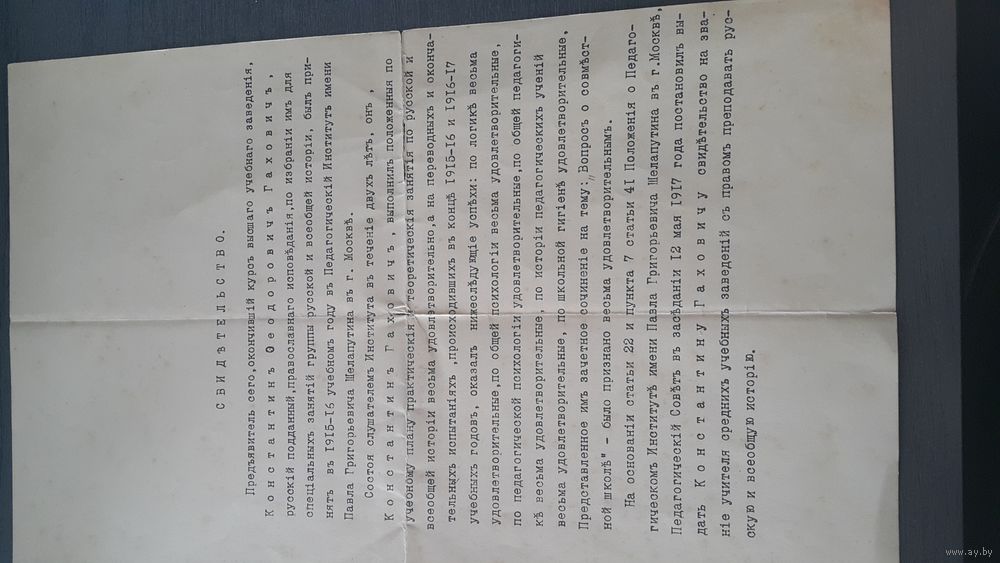 СВИДѢТЕЛЬСТВО.
Предъявитель сего, окончившій курсъ высшаго учебнаго заведенія,
Константинъ Ѳеодоровичъ Гаховичъ,
русскій подданный, православнаго исповѣданія, по избраніи имъ для
спеціальныхъ занятій группы русской и всеобщей исторіи, былъ при-
нятъ въ 1915-16 учебномъ году въ Педагогическій Институтъ имени
Павла Григорьевича Шелапутина въ г. Москвѣ.
Состоя слушателемъ Института въ теченіе двухъ лѣтъ, онъ,
Константинъ Гаховичъ, выполнилъ положенныя по
учебному плану практическія и теоретическія занятія по русской и
всеобщей исторіи весьма удовлетворительно, а на переводныхъ и оконча-
тельныхъ испытаніяхъ, происходившихъ въ концѣ 1915-16 и 1916-17
учебныхъ годовъ, оказалъ нижеслѣдующіе успѣхи: по логикѣ весьма
удовлетворительные, по общей психологіи весьма удовлетворительные,
по педагогической психологіи удовлетворительные, по общей педагоги-
кѣ весьма удовлетворительные, по исторіи педагогическихъ ученій
весьма удовлетворительные, по школьной гигіенѣ удовлетворительные,
Представленное имъ зачетное сочиненіе на тему: „Вопросъ о совмѣст-
ной школѣ" - было признано весьма удовлетворительнымъ.
На основаніи статьи 22 и пункта 7 статьи 41 Положенія о Педаго-
гическомъ Институтѣ имени Павла Григорьевича Шелапутина въ г. Москвѣ,
Педагогическій Совѣтъ въ засѣданіи 12 мая 1917 года постановилъ вы-
дать Константину Гаховичу свидѣтельство на зва-
ніе учителя среднихъ учебныхъ заведеній съ правомъ преподавать рус-
скую и всеобщую исторію.
www.ay.by